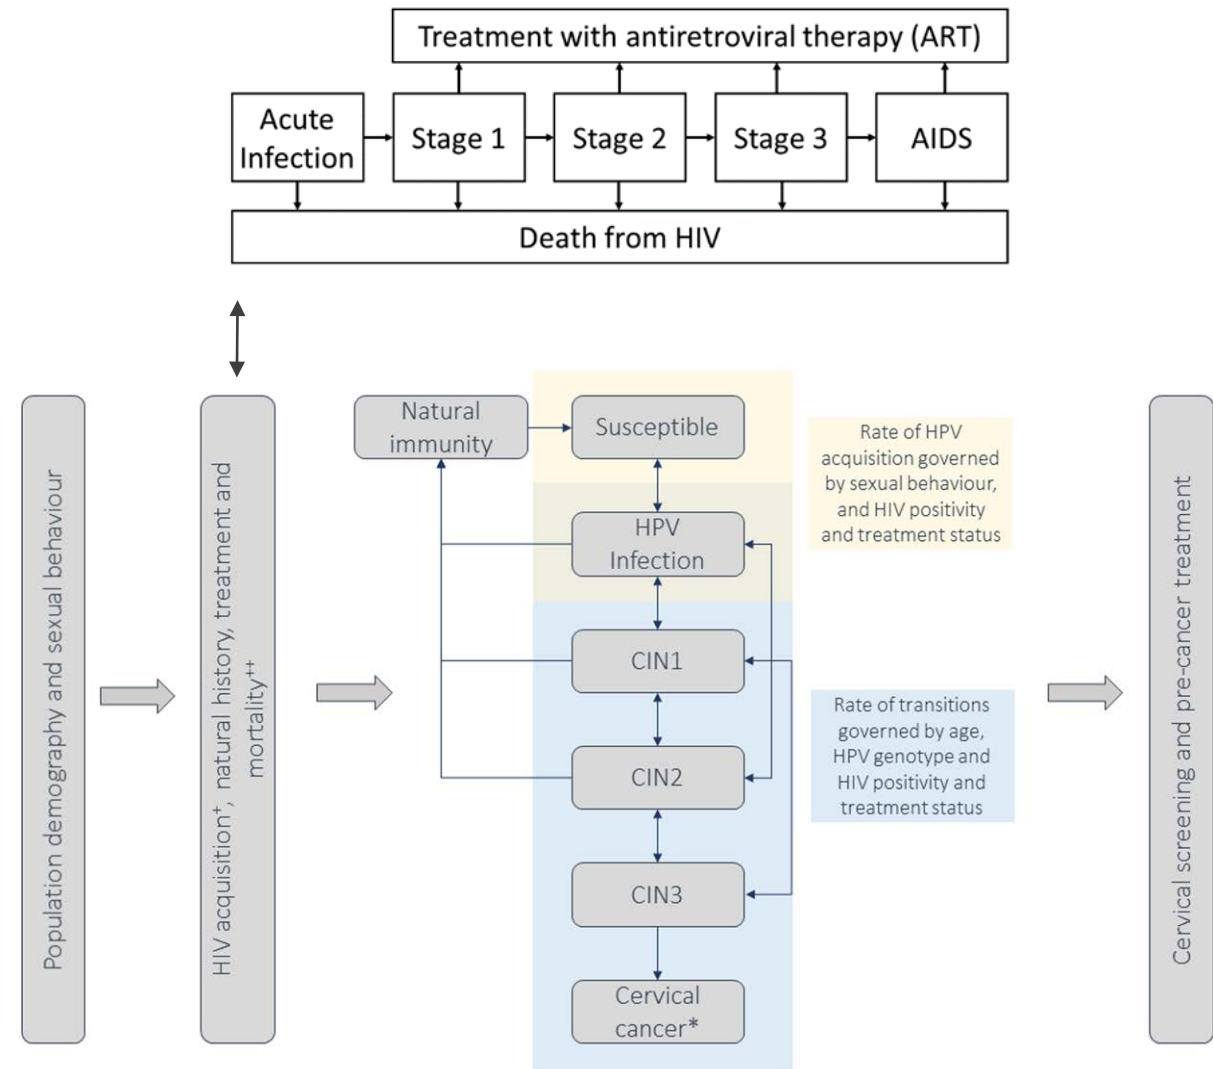 Treatment with antiretroviral therapy (ART)
Acute
Infection
Stage 1
Stage 2
Stage 3
AIDS
Death from HIV
Population demography and sexual behaviour
HIV acquisition⁺, natural history, treatment and
mortality⁺⁺
Natural
immunity
Susceptible
HPV
Infection
CIN1
CIN2
CIN3
Cervical
cancer*
Rate of HPV
acquisition governed
by sexual behaviour,
and HIV positivity
and treatment status
Rate of transitions
governed by age,
HPV genotype and
HIV positivity and
treatment status
Cervical screening and pre-cancer treatment